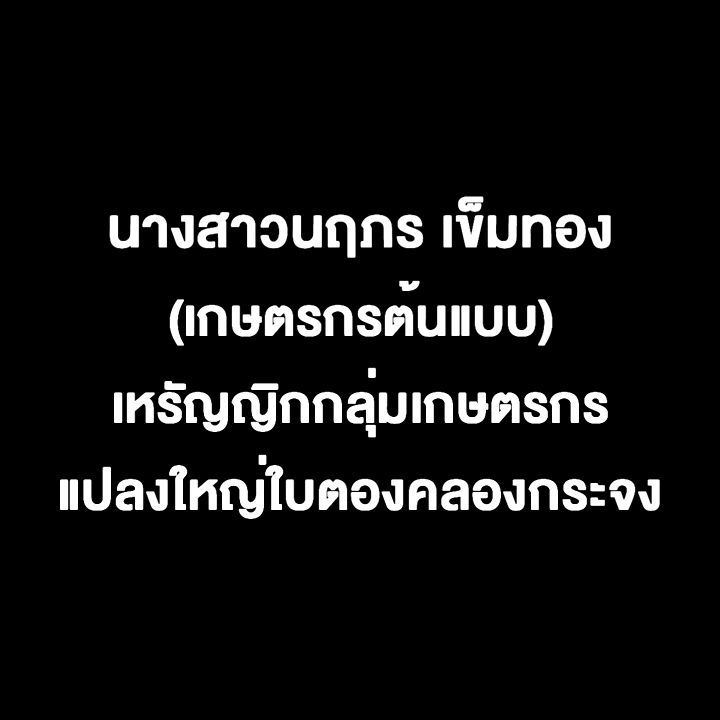 นางสาวนฤภร เข็มทอง
(เกษตรกรต้นแบบ)
เหรัญญิกกลุ่มเกษตรกร
แปลงใหญ่ใบตองคลองกระจง